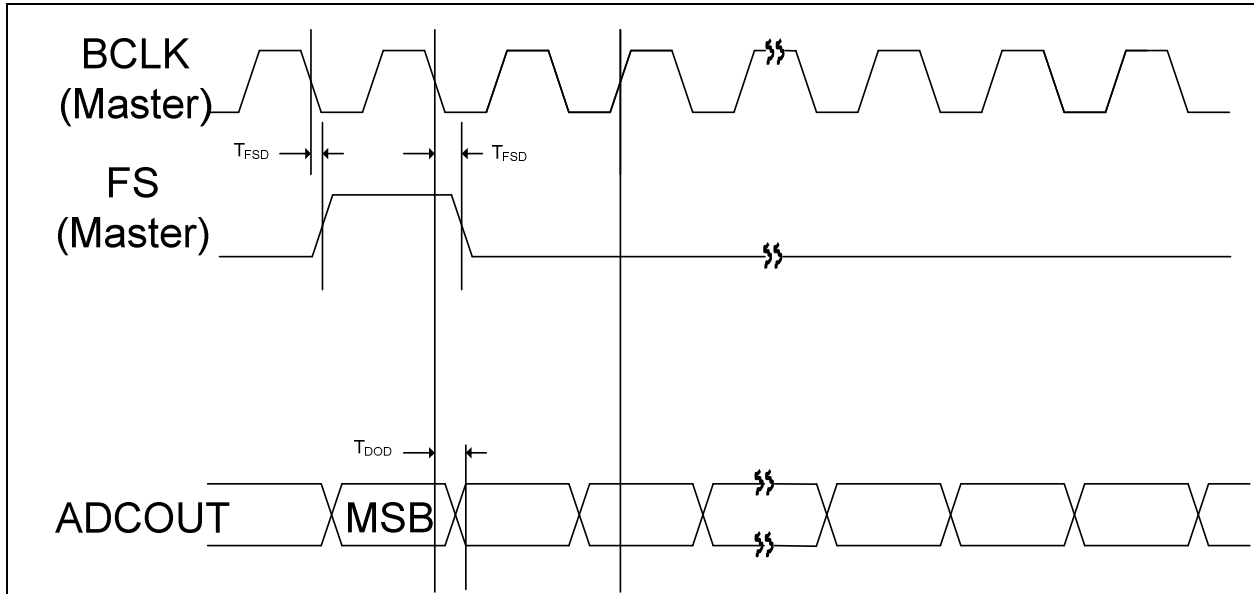 BCLK
(Master)
TFSD
TFSD
FS
(Master)
TDOD
ADCOUT
MSB